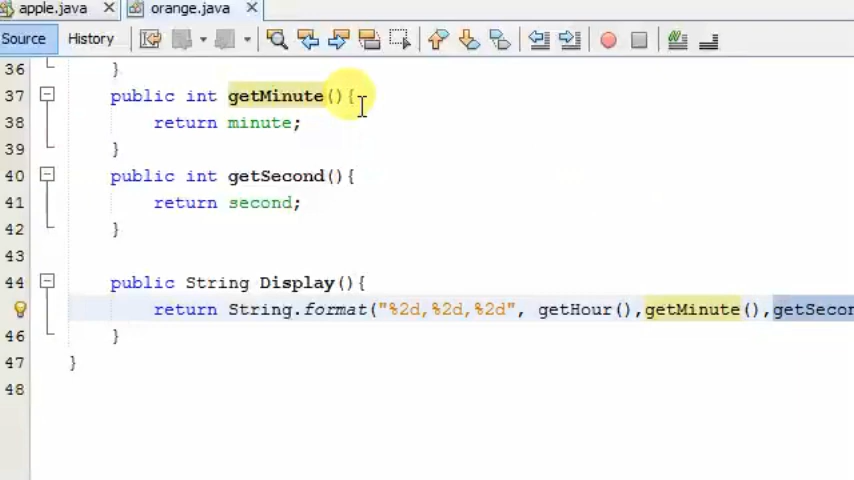 apple.java orange.java
Source History
36 }
37 public int getMinute(){
38 return minute;
39 }
40 public int getSecond(){
41 return second;
42 }
43
44 public String Display(){
return String.format("%2d,%2d,%2d", getHour(),getMinute(),getSecon
46 }
47 }
48